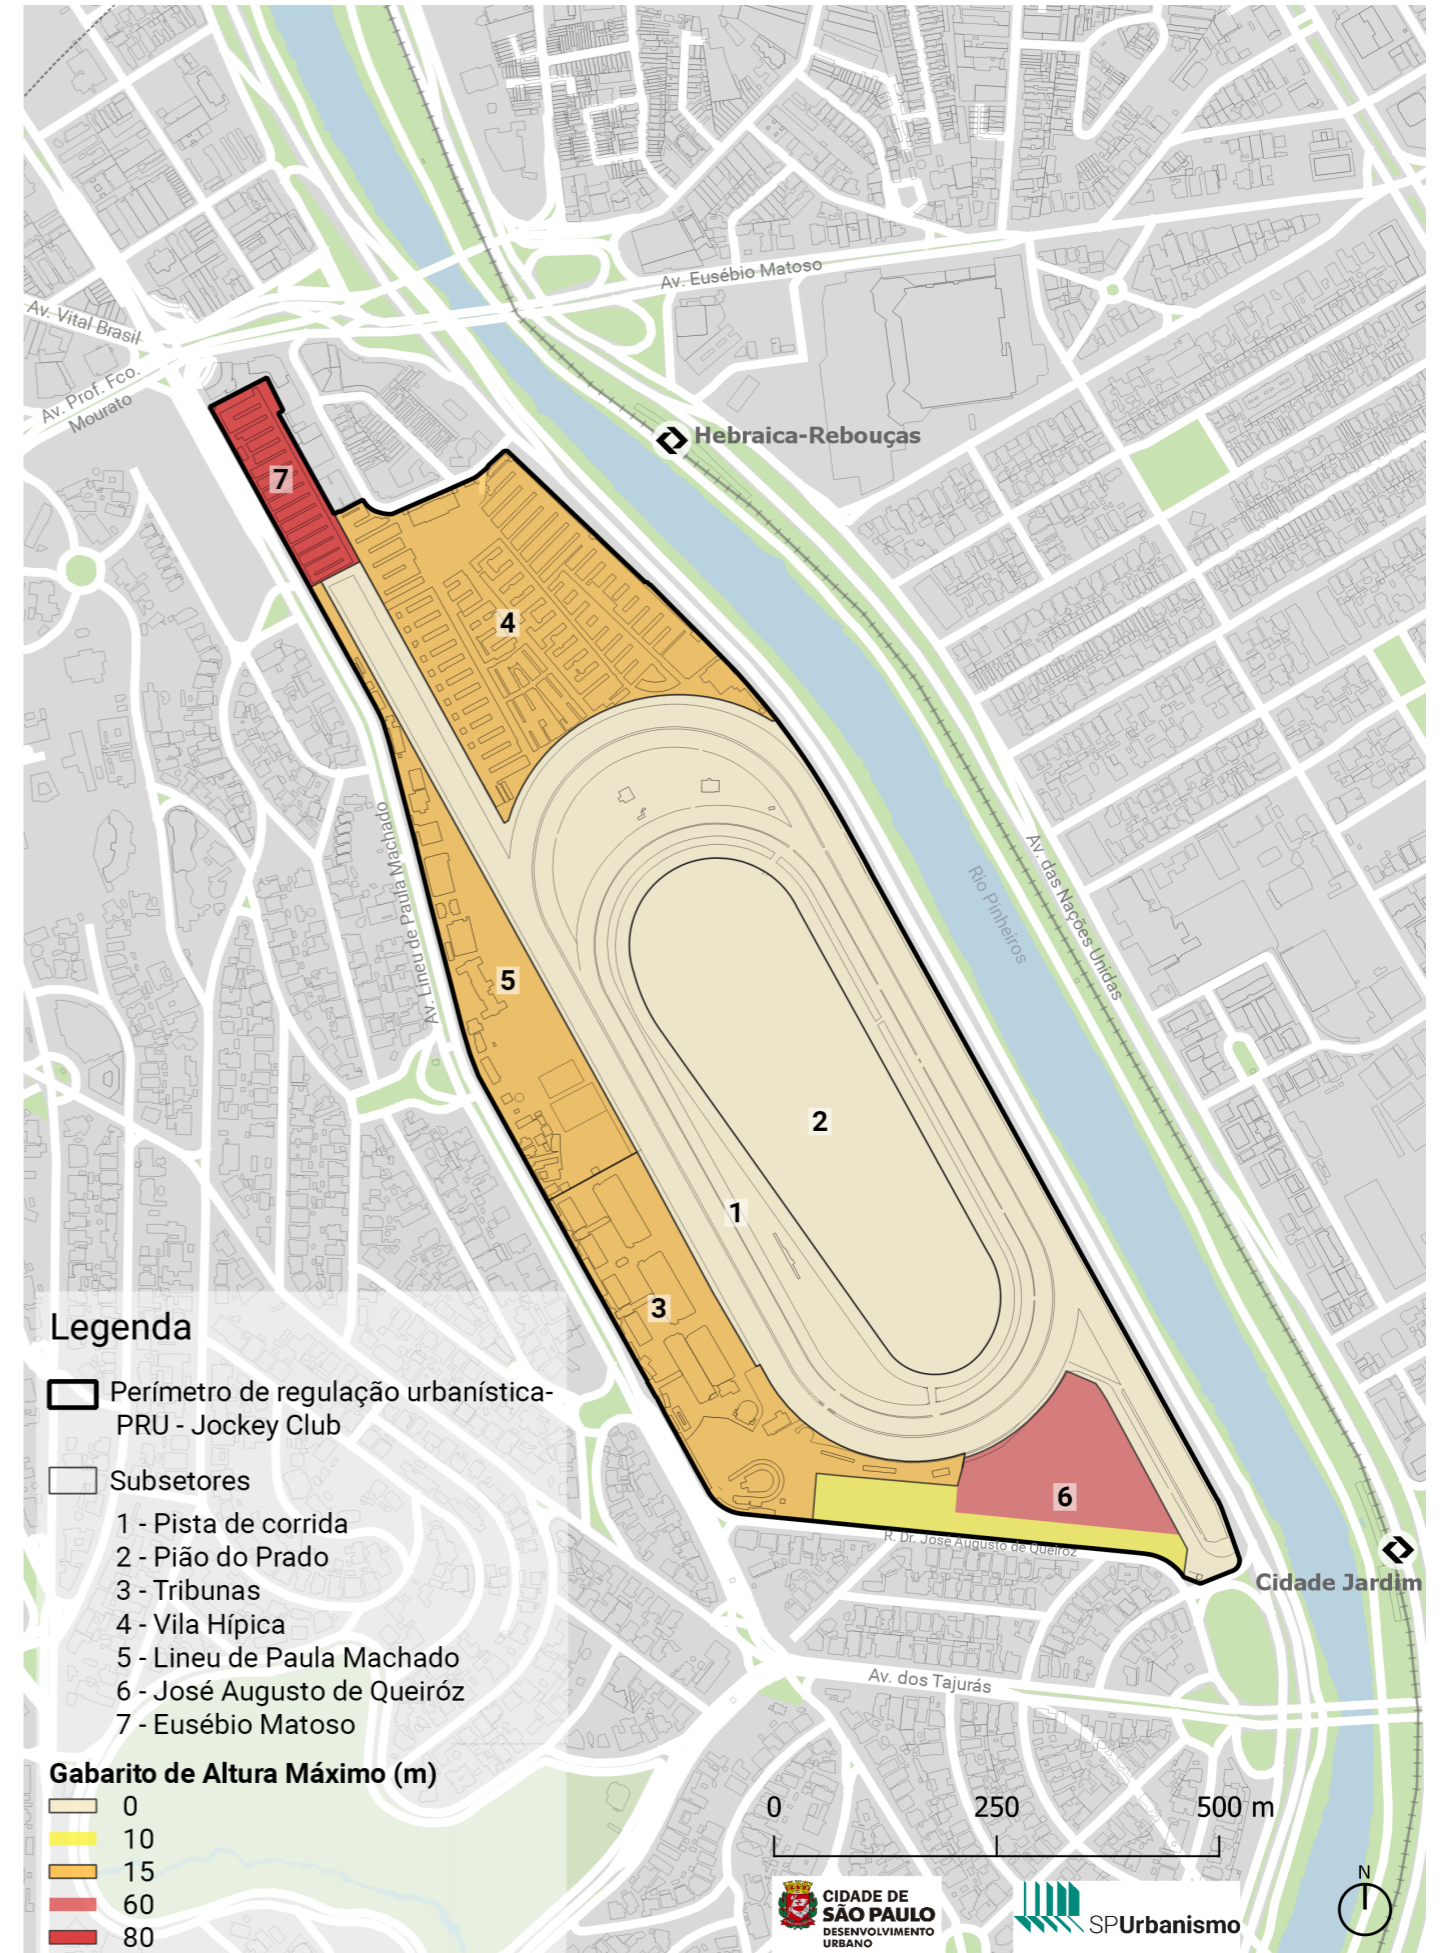 Av. Eusébio Matoso
Av. Vital Brasil
Av. Prof. Fco.
Mourato
Hebraica-Rebouças
7
4
Av. Lineu de Paula Machado
Av. das Nações Unidas
Rio Pinheiros
5
2
1
3
6
R. Dr. José Augusto de Queiróz
Cidade Jardim
Av. dos Tajurás
Legenda
Perímetro de regulação urbanística-
PRU - Jockey Club
Subsetores
1 - Pista de corrida
2 - Pião do Prado
3 - Tribunas
4 - Vila Hípica
5 - Lineu de Paula Machado
6 - José Augusto de Queiróz
7 - Eusébio Matoso
Gabarito de Altura Máximo (m)
0
10
15
60
80
0 250 500 m
CIDADE DE
SÃO PAULO
DESENVOLVIMENTO
URBANO
SPUrbanismo
N